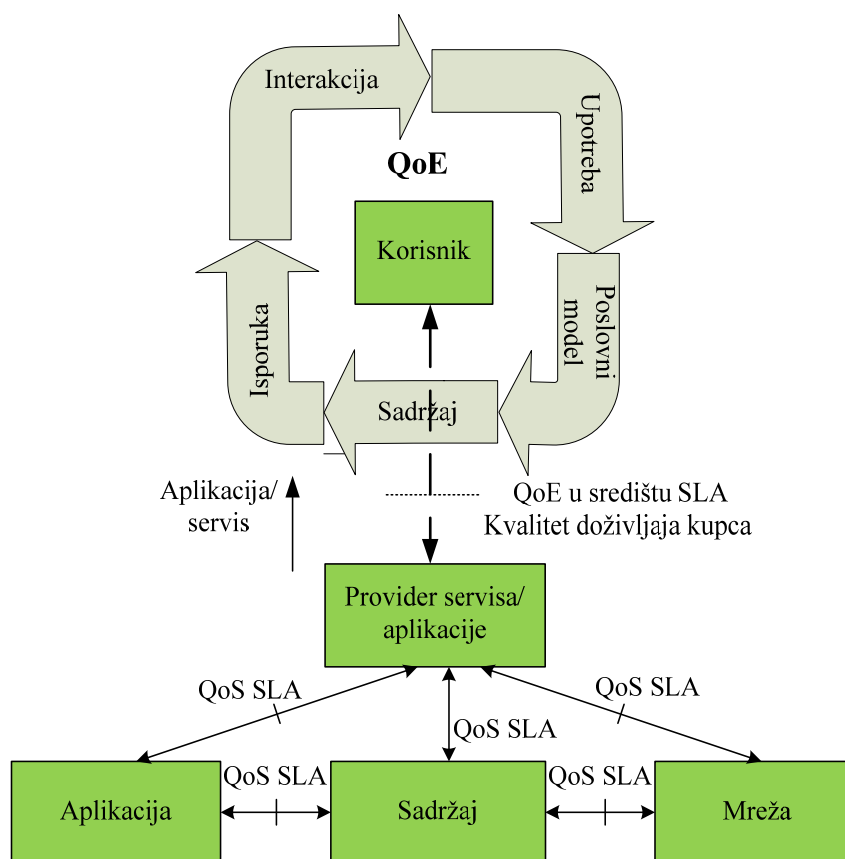 Interakcija
Upotreba
QoE
Korisnik
Isporuka
Poslovni
model
Sadržaj
Aplikacija/
servis
QoE u središtu SLA
Kvalitet doživljaja kupca
Provider servisa/
aplikacije
QoS SLA
QoS SLA
QoS SLA
QoS SLA
QoS SLA
Aplikacija
Sadržaj
Mreža